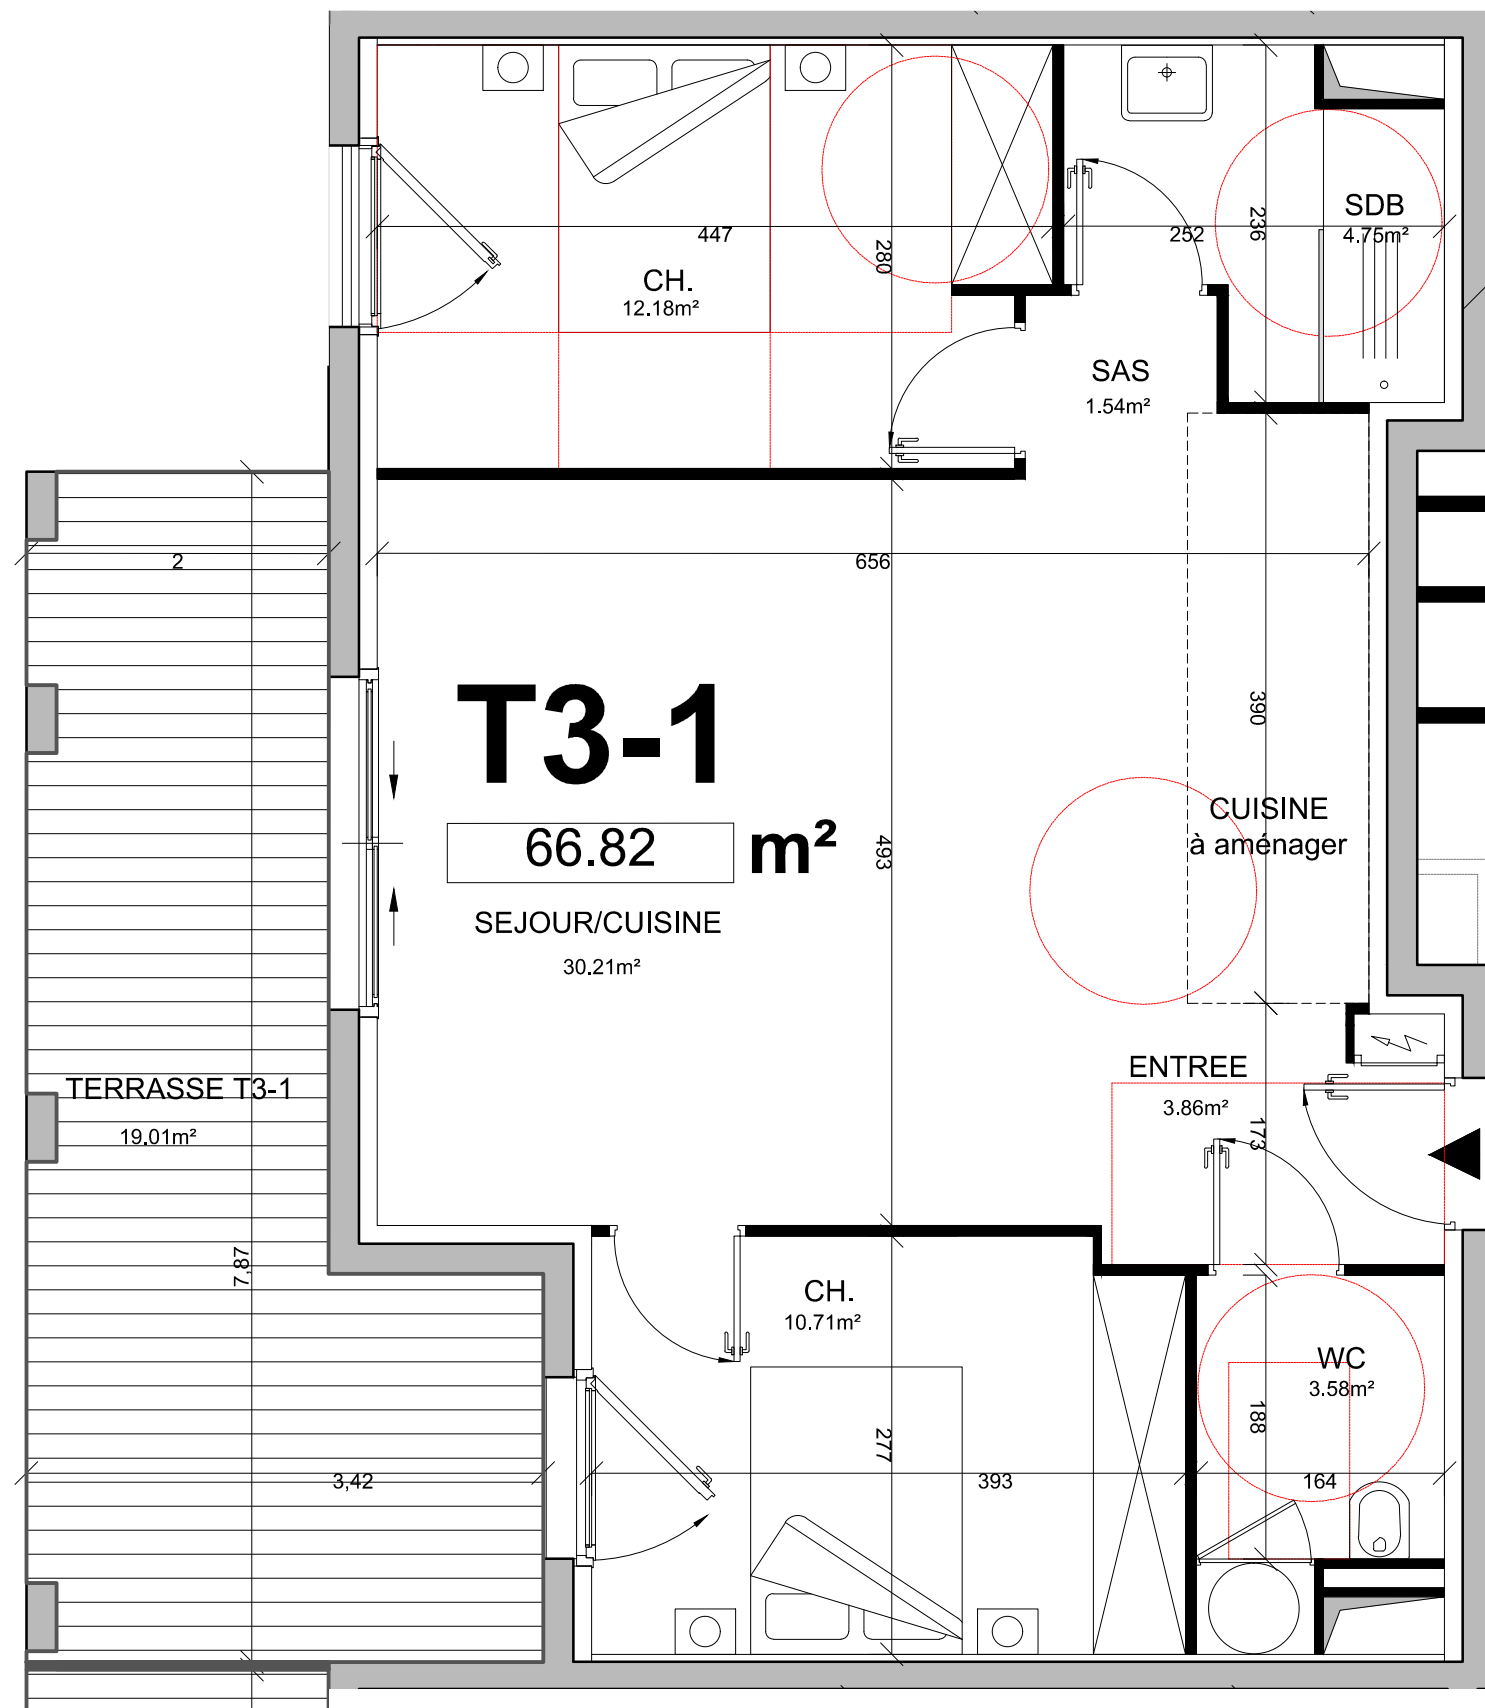 447
252
236
SDB
4.75m²
280
CH.
12.18m²
SAS
1.54m²
2
656
T3-1
390
CUISINE
à aménager
66.82 m²
493
SEJOUR/CUISINE
30.21m²
ENTREE
3.86m²
TERRASSE T3-1
19.01m²
173
7,87
CH.
10.71m²
WC
3.58m²
188
277
3,42
393
164